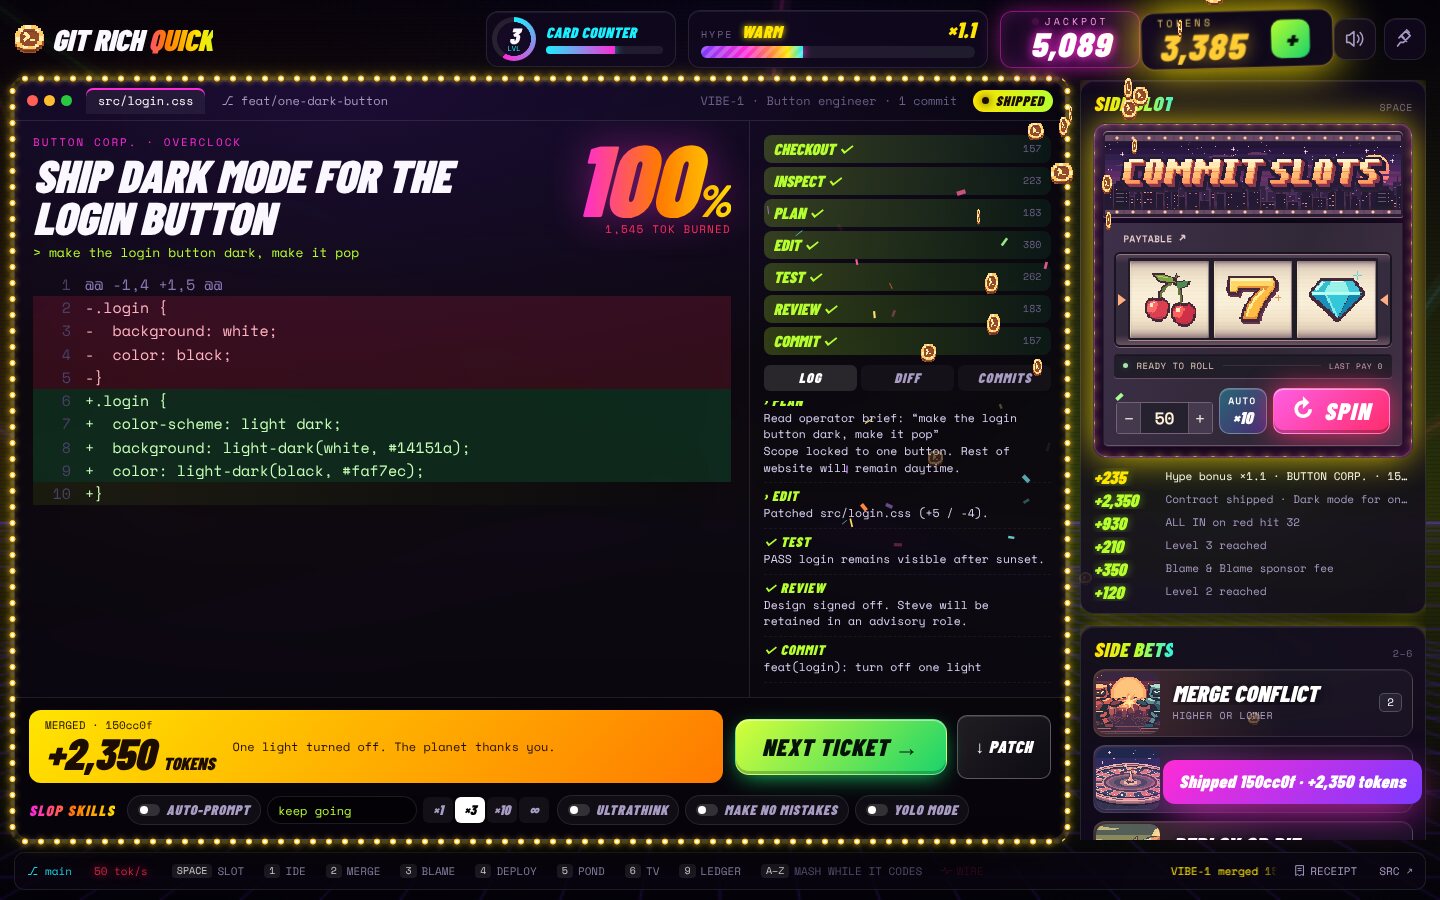 GIT RICH QUICK
3
LVL
CARD COUNTER
HYPE WARM ×1.1
JACKPOT
5,089
TOKENS
3,385
+
src/login.css
feat/one-dark-button
VIBE-1 · Button engineer · 1 commit
SHIPPED
BUTTON CORP. · OVERCLOCK
SHIP DARK MODE FOR THE
LOGIN BUTTON
100%
1,545 TOK BURNED
> make the login button dark, make it pop
1 @@ -1,4 +1,5 @@
2 -.login {
3 -  background: white;
4 -  color: black;
5 -}
6 +.login {
7 +  color-scheme: light dark;
8 +  background: light-dark(white, #14151a);
9 +  color: light-dark(black, #faf7ec);
10 +}
CHECKOUT ✓ 157
INSPECT ✓ 223
PLAN ✓ 183
EDIT ✓ 380
TEST ✓ 262
REVIEW ✓ 183
COMMIT ✓ 157
LOG DIFF COMMITS
› PLAN
Read operator brief: “make the login
button dark, make it pop”
Scope locked to one button. Rest of
website will remain daytime.
› EDIT
Patched src/login.css (+5 / -4).
✓ TEST
PASS login remains visible after sunset.
✓ REVIEW
Design signed off. Steve will be
retained in an advisory role.
✓ COMMIT
feat(login): turn off one light
MERGED · 150cc0f
+2,350 TOKENS
One light turned off. The planet thanks you.
NEXT TICKET →
↓ PATCH
SLOP SKILLS
AUTO-PROMPT
keep going
×1 ×3 ×10 ∞
ULTRATHINK
MAKE NO MISTAKES
YOLO MODE
SIDE SLOT
SPACE
COMMIT SLOTS
PAYTABLE ↗
7
READY TO ROLL
LAST PAY 0
− 50 +
AUTO
×10
SPIN
+235 Hype bonus ×1.1 · BUTTON CORP. · 15…
+2,350 Contract shipped · Dark mode for on…
+930 ALL IN on red hit 32
+210 Level 3 reached
+350 Blame & Blame sponsor fee
+120 Level 2 reached
SIDE BETS
2–6
MERGE CONFLICT
HIGHER OR LOWER
2
Shipped 150cc0f · +2,350 tokens
main
50 tok/s
SPACE SLOT
1 IDE
2 MERGE
3 BLAME
4 DEPLOY
5 POND
6 TV
9 LEDGER
A–Z MASH WHILE IT CODES
WIRE
VIBE-1 merged
RECEIPT
SRC ↗